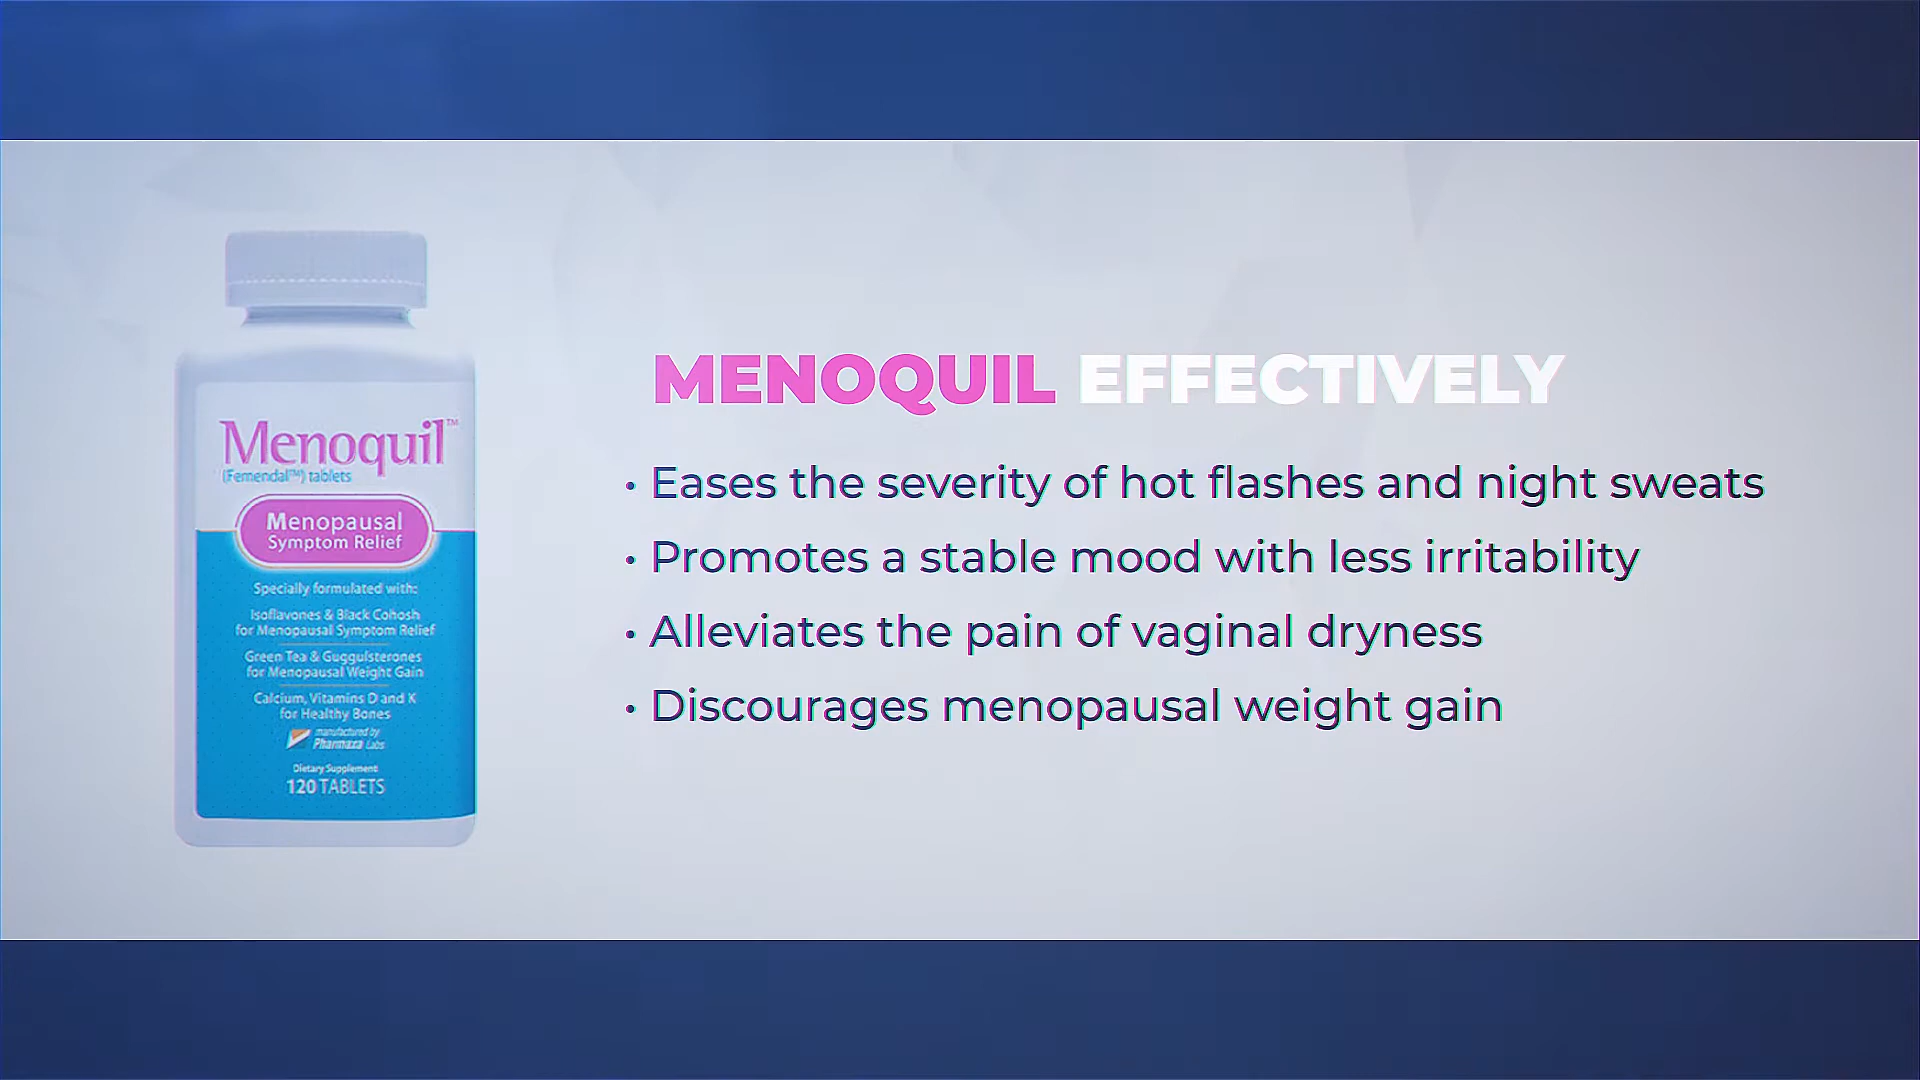 Menoquil™
(Femendal™) tablets
Menopausal
Symptom Relief
Specially formulated with:
Isoflavones & Black Cohosh
for Menopausal Symptom Relief
Green Tea & Guggulsterones
for Menopausal Weight Gain
Calcium, Vitamins D and K
for Healthy Bones
manufactured by
Pharmaxa Labs
Dietary Supplement
120 TABLETS
MENOQUIL EFFECTIVELY
• Eases the severity of hot flashes and night sweats
• Promotes a stable mood with less irritability
• Alleviates the pain of vaginal dryness
• Discourages menopausal weight gain